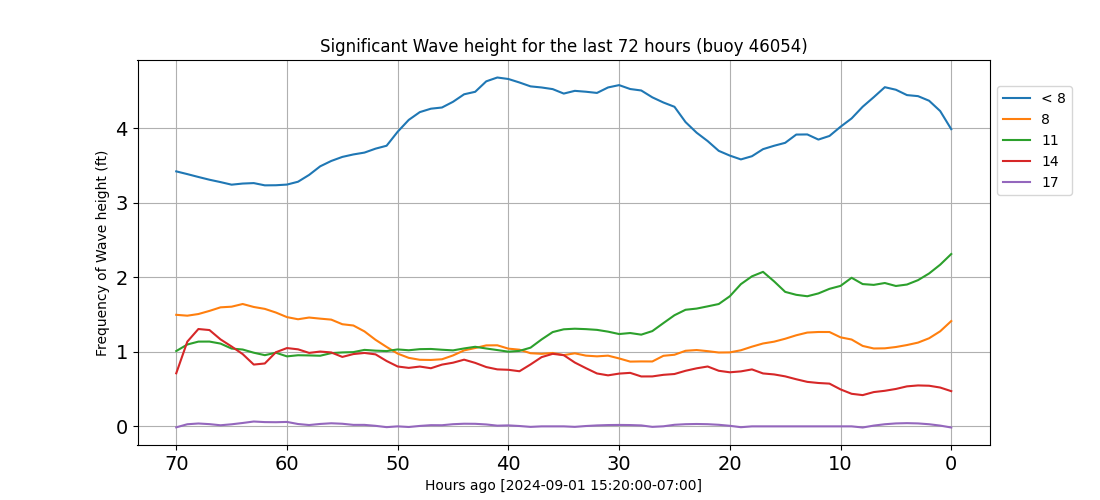 Significant Wave height for the last 72 hours (buoy 46054)
Frequency of Wave height (ft)
4
3
2
1
0
70 60 50 40 30 20 10 0
Hours ago [2024-09-01 15:20:00-07:00]
< 8
8
11
14
17